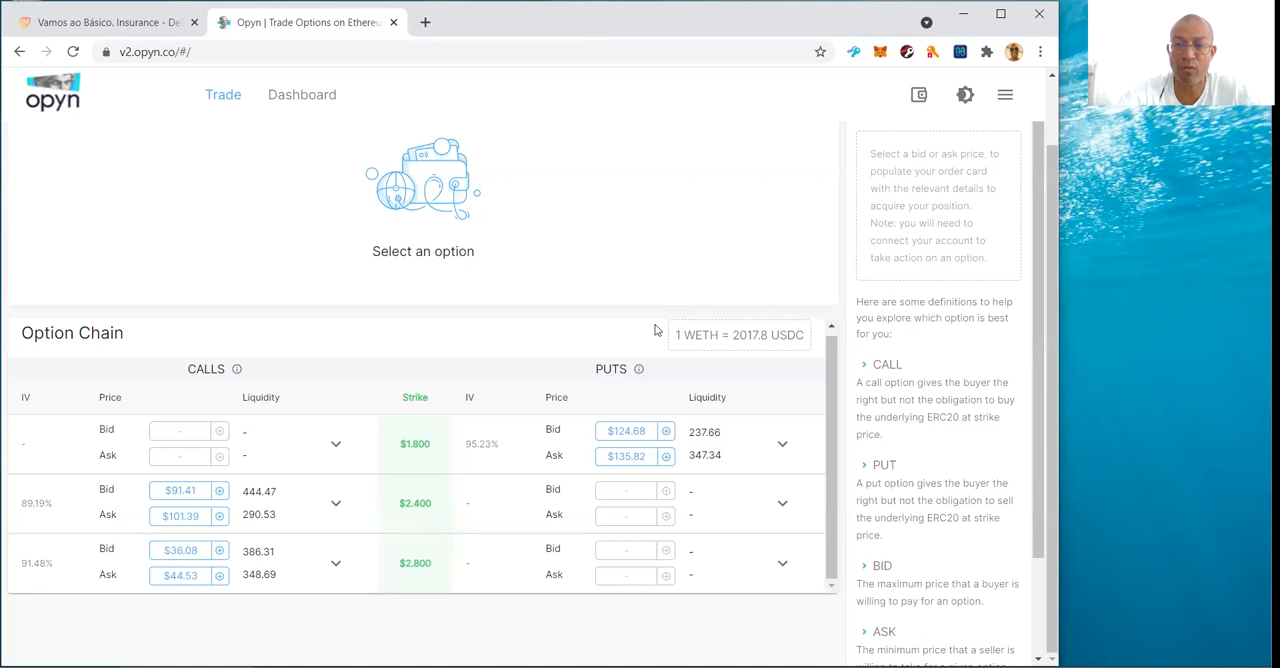 Vamos ao Básico. Insurance - De
Opyn | Trade Options on Ethereu
v2.opyn.co/#/
opyn
Trade
Dashboard
Select an option
Select a bid or ask price, to
populate your order card
with the relevant details to
acquire your position.
Note: you will need to
connect your account to
take action on an option.
Here are some definitions to help
you explore which option is best
for you:
CALL
A call option gives the buyer the
right but not the obligation to buy
the underlying ERC20 at strike
price.
PUT
A put option gives the buyer the
right but not the obligation to sell
the underlying ERC20 at strike
price.
BID
The maximum price that a buyer is
willing to pay for an option.
ASK
The minimum price that a seller is
Option Chain
1 WETH = 2017.8 USDC
CALLS PUTS
IV Price Liquidity Strike IV Price Liquidity
Bid - - Bid $124.68 237.66
- $1.800 95.23%
Ask - - Ask $135.82 347.34
Bid $91.41 444.47 Bid - -
89.19% $2.400 -
Ask $101.39 290.53 Ask - -
Bid $36.08 386.31 Bid - -
91.48% $2.800 -
Ask $44.53 348.69 Ask - -